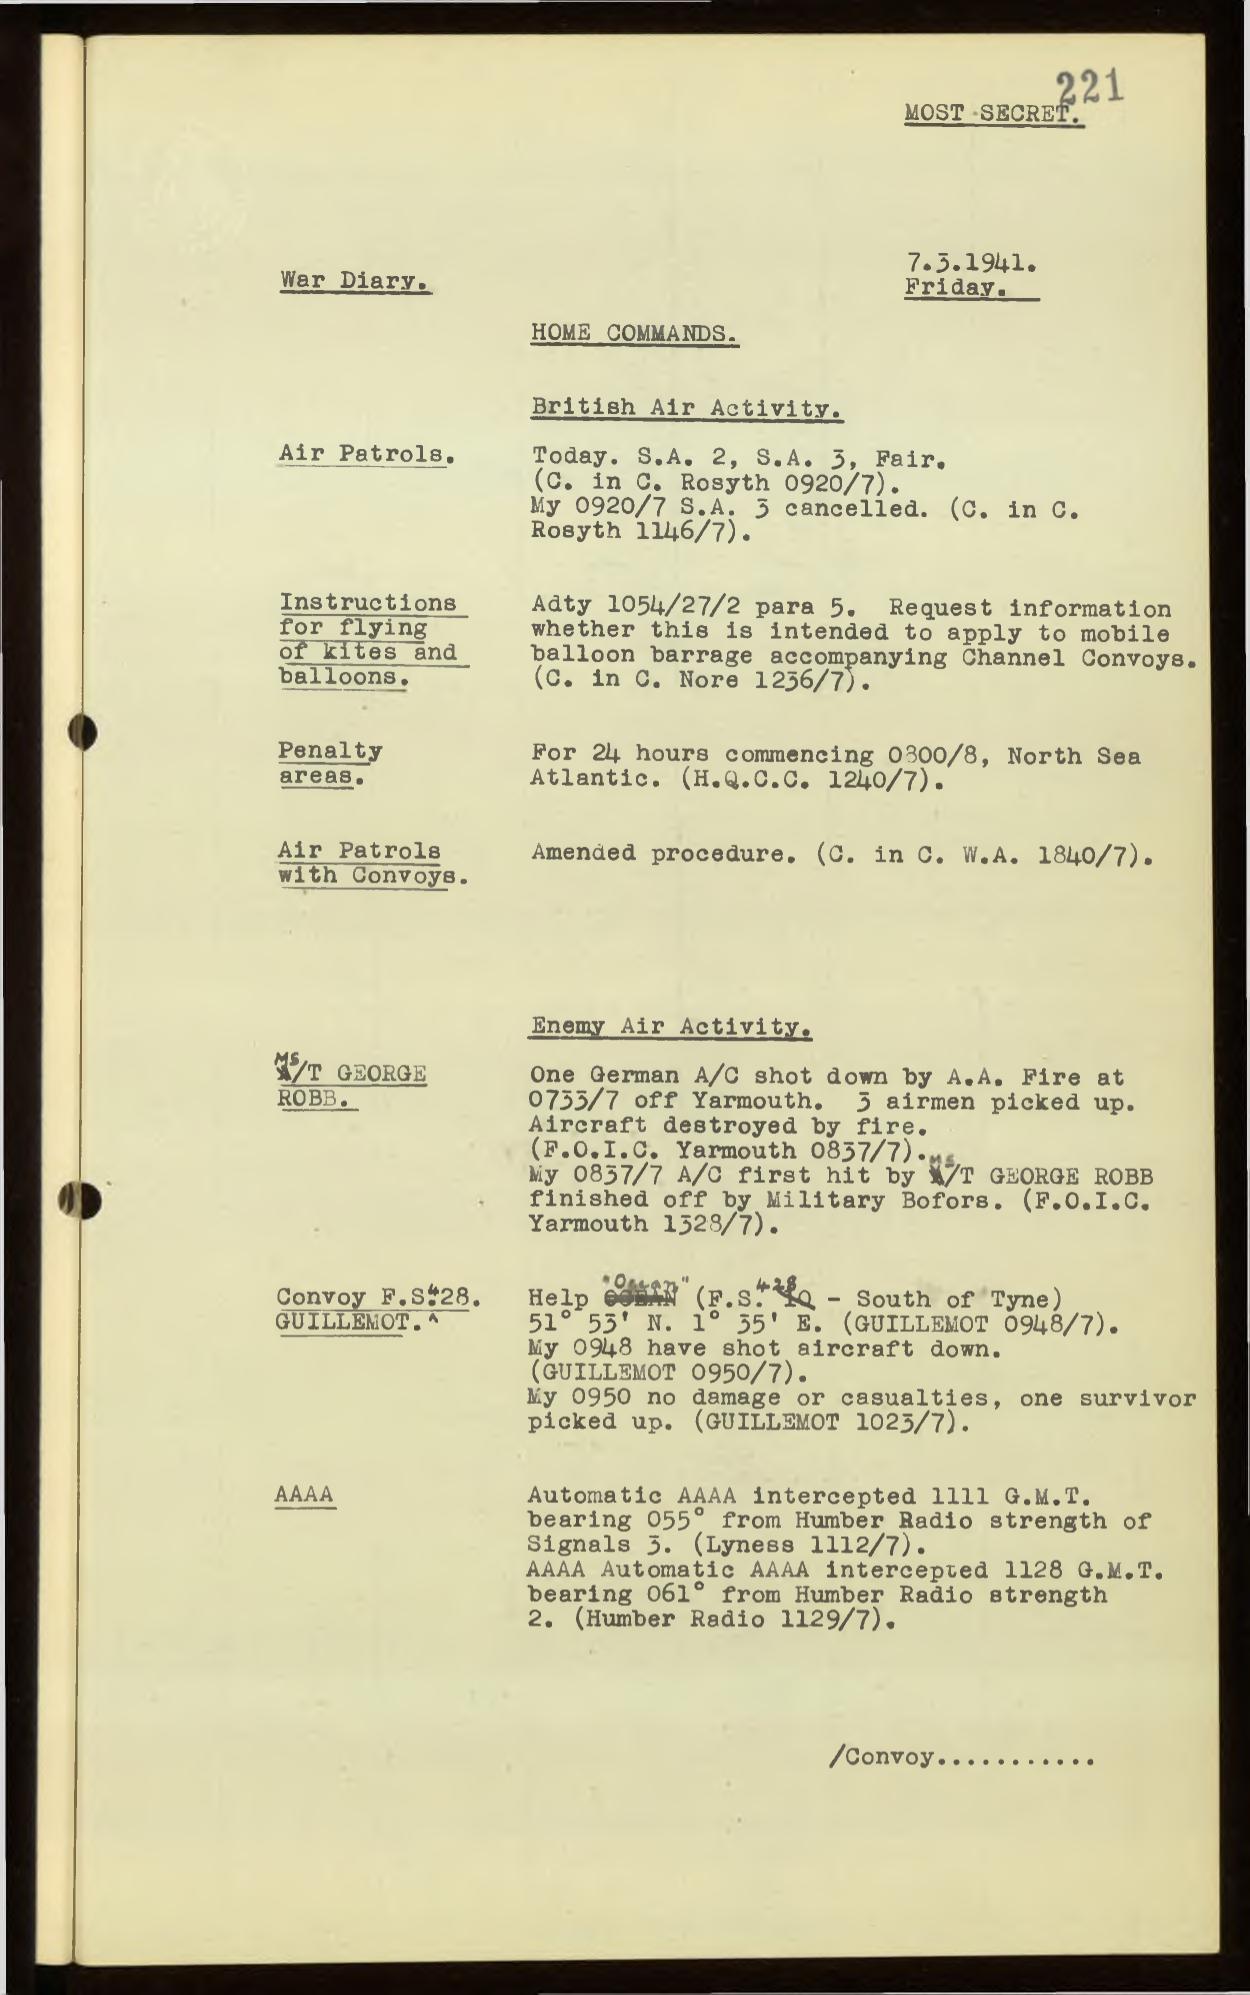 221
MOST SECRET.
War Diary.
7.3.1941.
Friday.
HOME COMMANDS.
British Air Activity.
Air Patrols.
Today. S.A. 2, S.A. 3, Fair.
(C. in C. Rosyth 0920/7).
My 0920/7 S.A. 3 cancelled. (C. in C.
Rosyth 1146/7).
Instructions
for flying
of kites and
balloons.
Adty 1054/27/2 para 5. Request information
whether this is intended to apply to mobile
balloon barrage accompanying Channel Convoys.
(C. in C. Nore 1236/7).
Penalty
areas.
For 24 hours commencing 0800/8, North Sea
Atlantic. (H.Q.C.C. 1240/7).
Air Patrols
with Convoys.
Amended procedure. (C. in C. W.A. 1840/7).
Enemy Air Activity.
MS/T GEORGE
ROBB.
One German A/C shot down by A.A. Fire at
0733/7 off Yarmouth. 3 airmen picked up.
Aircraft destroyed by fire.
(F.O.I.C. Yarmouth 0837/7).
My 0837/7 A/C first hit by MS/T GEORGE ROBB
finished off by Military Bofors. (F.O.I.C.
Yarmouth 1328/7).
Convoy F.S. 428.
GUILLEMOT.
Help "Ocean" OCEAN (F.S. 428 10 - South of Tyne)
51° 53' N. 1° 35' E. (GUILLEMOT 0948/7).
My 0948 have shot aircraft down.
(GUILLEMOT 0950/7).
My 0950 no damage or casualties, one survivor
picked up. (GUILLEMOT 1023/7).
AAAA
Automatic AAAA intercepted 1111 G.M.T.
bearing 055° from Humber Radio strength of
Signals 3. (Lyness 1112/7).
AAAA Automatic AAAA intercepted 1128 G.M.T.
bearing 061° from Humber Radio strength
2. (Humber Radio 1129/7).
/Convoy...........